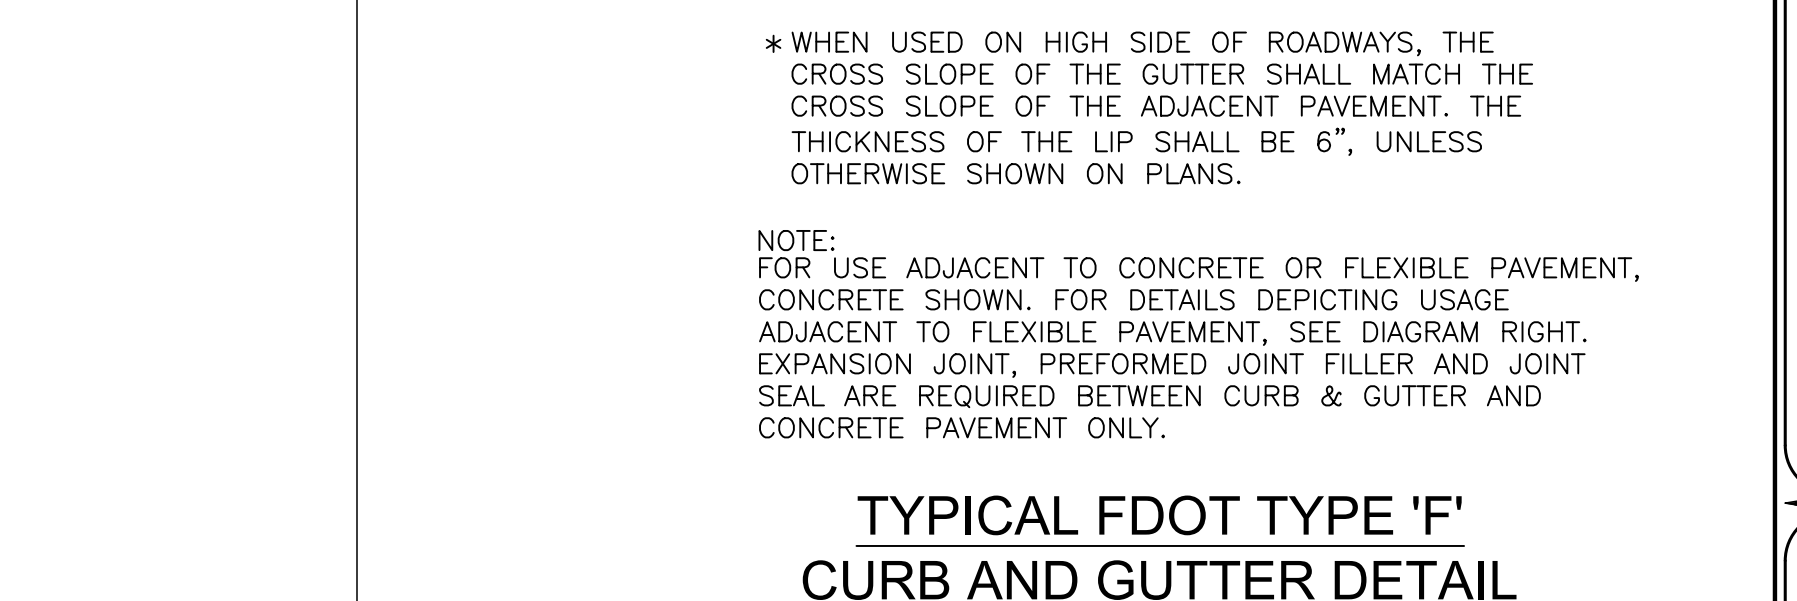 * WHEN USED ON HIGH SIDE OF ROADWAYS, THE
CROSS SLOPE OF THE GUTTER SHALL MATCH THE
CROSS SLOPE OF THE ADJACENT PAVEMENT. THE
THICKNESS OF THE LIP SHALL BE 6”, UNLESS
OTHERWISE SHOWN ON PLANS.
NOTE:
FOR USE ADJACENT TO CONCRETE OR FLEXIBLE PAVEMENT,
CONCRETE SHOWN. FOR DETAILS DEPICTING USAGE
ADJACENT TO FLEXIBLE PAVEMENT, SEE DIAGRAM RIGHT.
EXPANSION JOINT, PREFORMED JOINT FILLER AND JOINT
SEAL ARE REQUIRED BETWEEN CURB & GUTTER AND
CONCRETE PAVEMENT ONLY.
TYPICAL FDOT TYPE 'F'
CURB AND GUTTER DETAIL